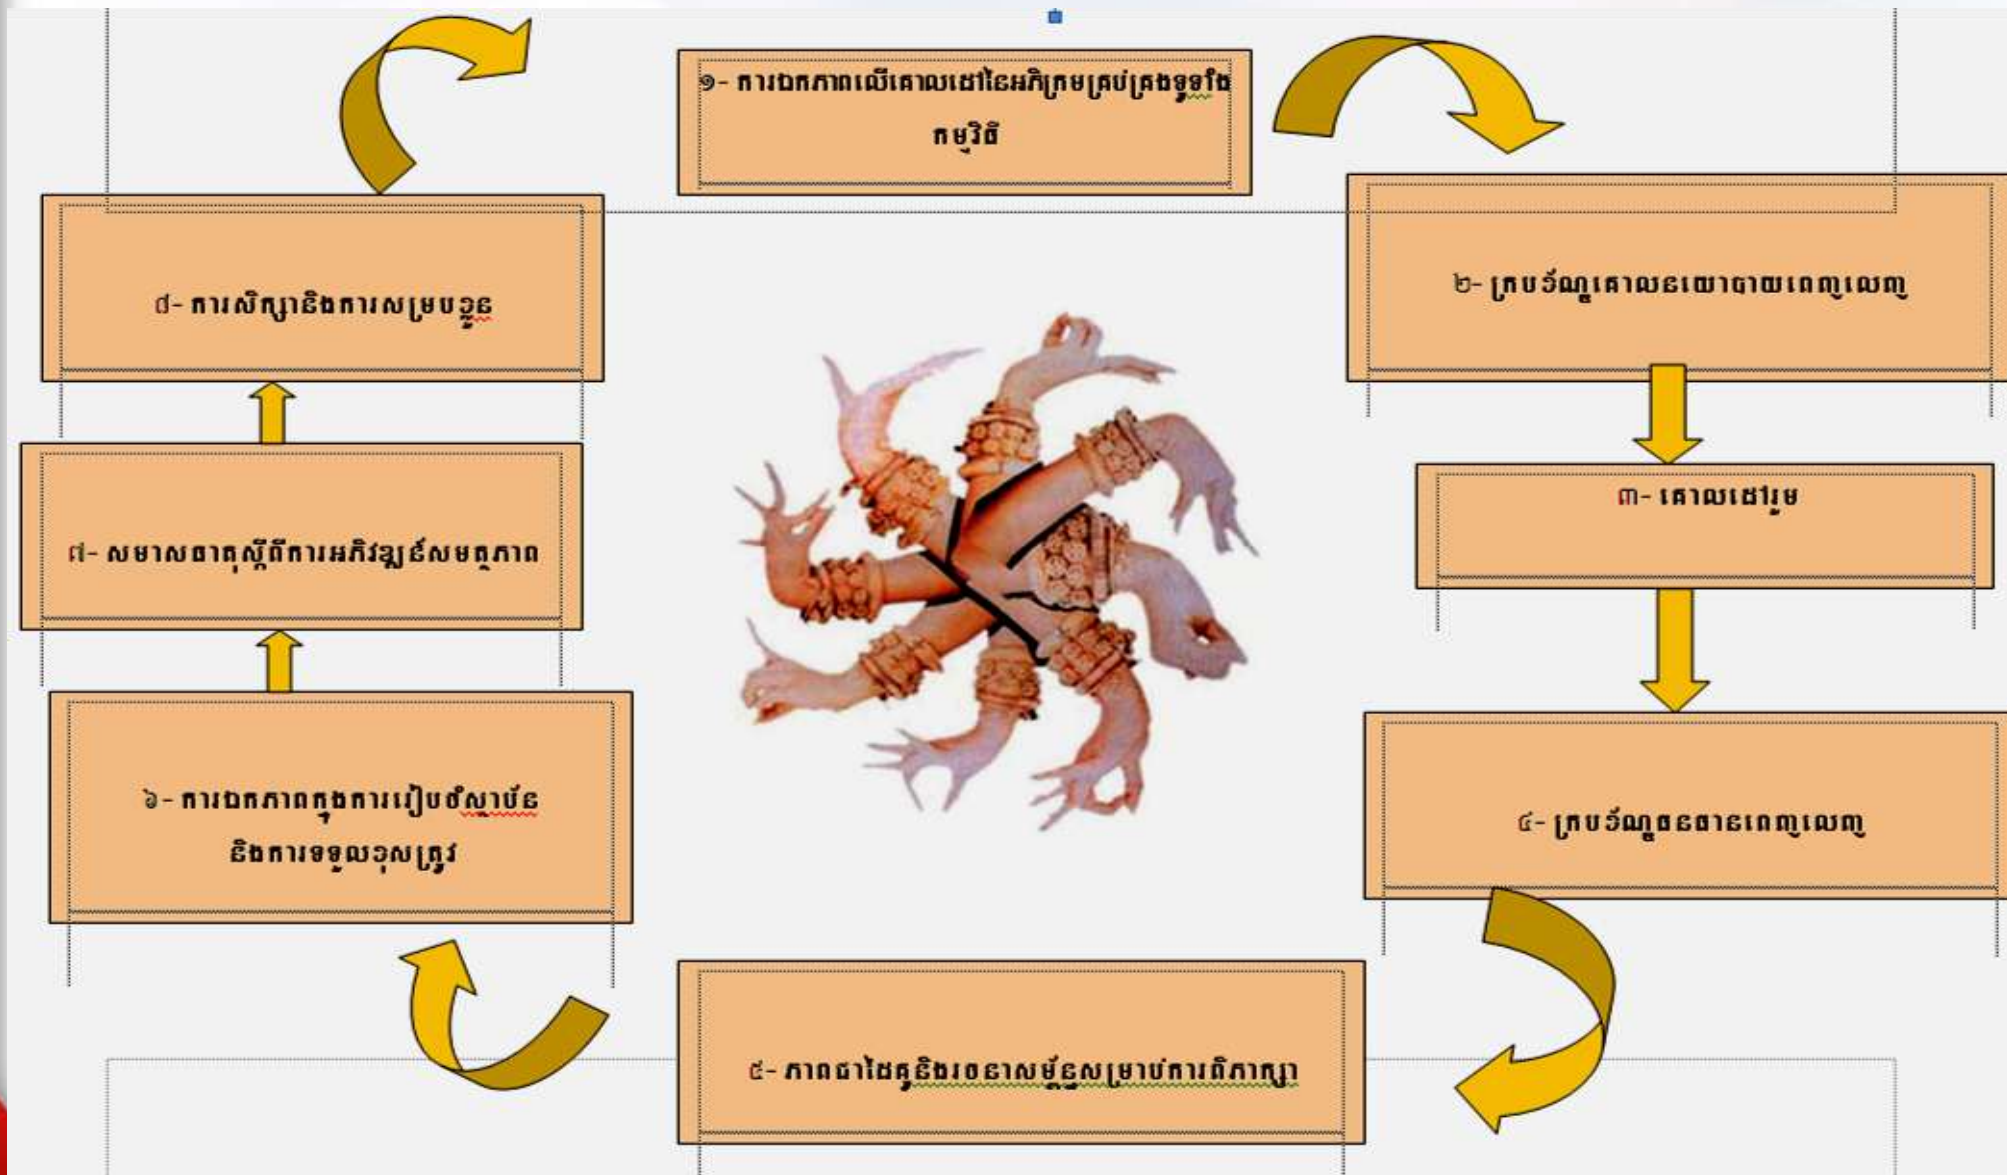 ១- ការឯកភាពលើគោលដៅនៃអភិក្រមគ្រប់គ្រងទូទាំង
កម្មវិធី
២- ក្របខ័ណ្ឌគោលនយោបាយពេញលេញ
៣- គោលដៅរួម
៤- ក្របខ័ណ្ឌធនធានពេញលេញ
៥- ភាពជាដៃគូនិងរចនាសម្ព័ន្ធសម្រាប់ការពិភាក្សា
៦- ការឯកភាពក្នុងការរៀបចំស្ថាប័ន
និងការទទួលខុសត្រូវ
៧- សមាសធាតុស្តីពីការអភិវឌ្ឍន៍សមត្ថភាព
៨- ការសិក្សានិងការសម្របខ្លួន